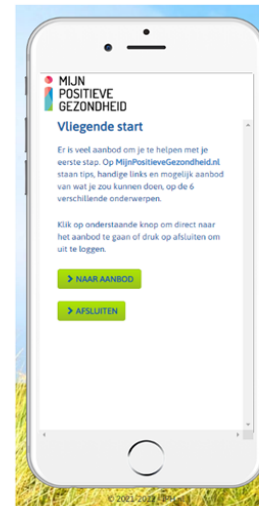 MIJN
POSITIEVE
GEZONDHEID
Vliegende start
Er is veel aanbod om je te helpen met je
eerste stap. Op MijnPositieveGezondheid.nl
staan tips, handige links en mogelijk aanbod
van wat je zou kunnen doen, op de 6
verschillende onderwerpen.
Klik op onderstaande knop om direct naar
het aanbod te gaan of druk op afsluiten om
uit te loggen.
> NAAR AANBOD
> AFSLUITEN